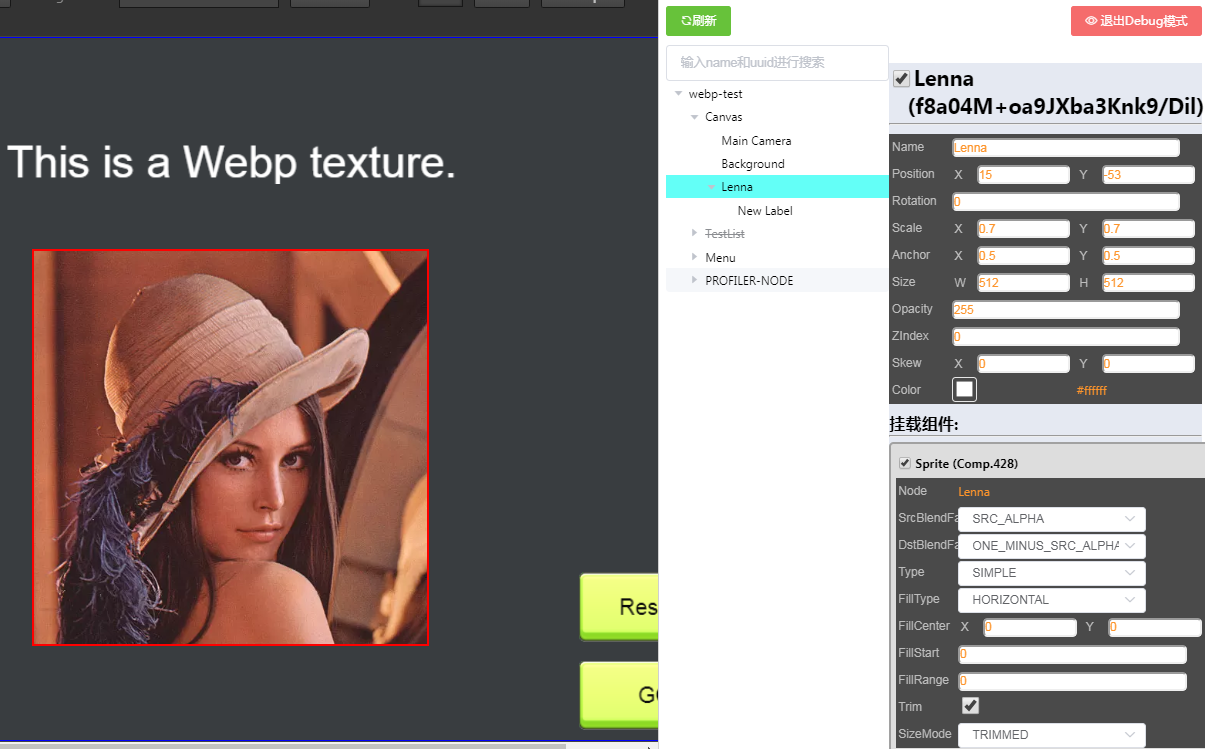 刷新
退出Debug模式
输入name和uuid进行搜索
webp-test
Canvas
Main Camera
Background
Lenna
New Label
TestList
Menu
PROFILER-NODE
This is a Webp texture.
Res
GO
Lenna
(f8a04M+oa9JXba3Knk9/Dil)
Name Lenna
Position X 15 Y -53
Rotation 0
Scale X 0.7 Y 0.7
Anchor X 0.5 Y 0.5
Size W 512 H 512
Opacity 255
ZIndex 0
Skew X 0 Y 0
Color #ffffff
挂载组件:
Sprite (Comp.428)
Node Lenna
SrcBlendFa SRC_ALPHA
DstBlendFa ONE_MINUS_SRC_ALPHA
Type SIMPLE
FillType HORIZONTAL
FillCenter X 0 Y 0
FillStart 0
FillRange 0
Trim
SizeMode TRIMMED